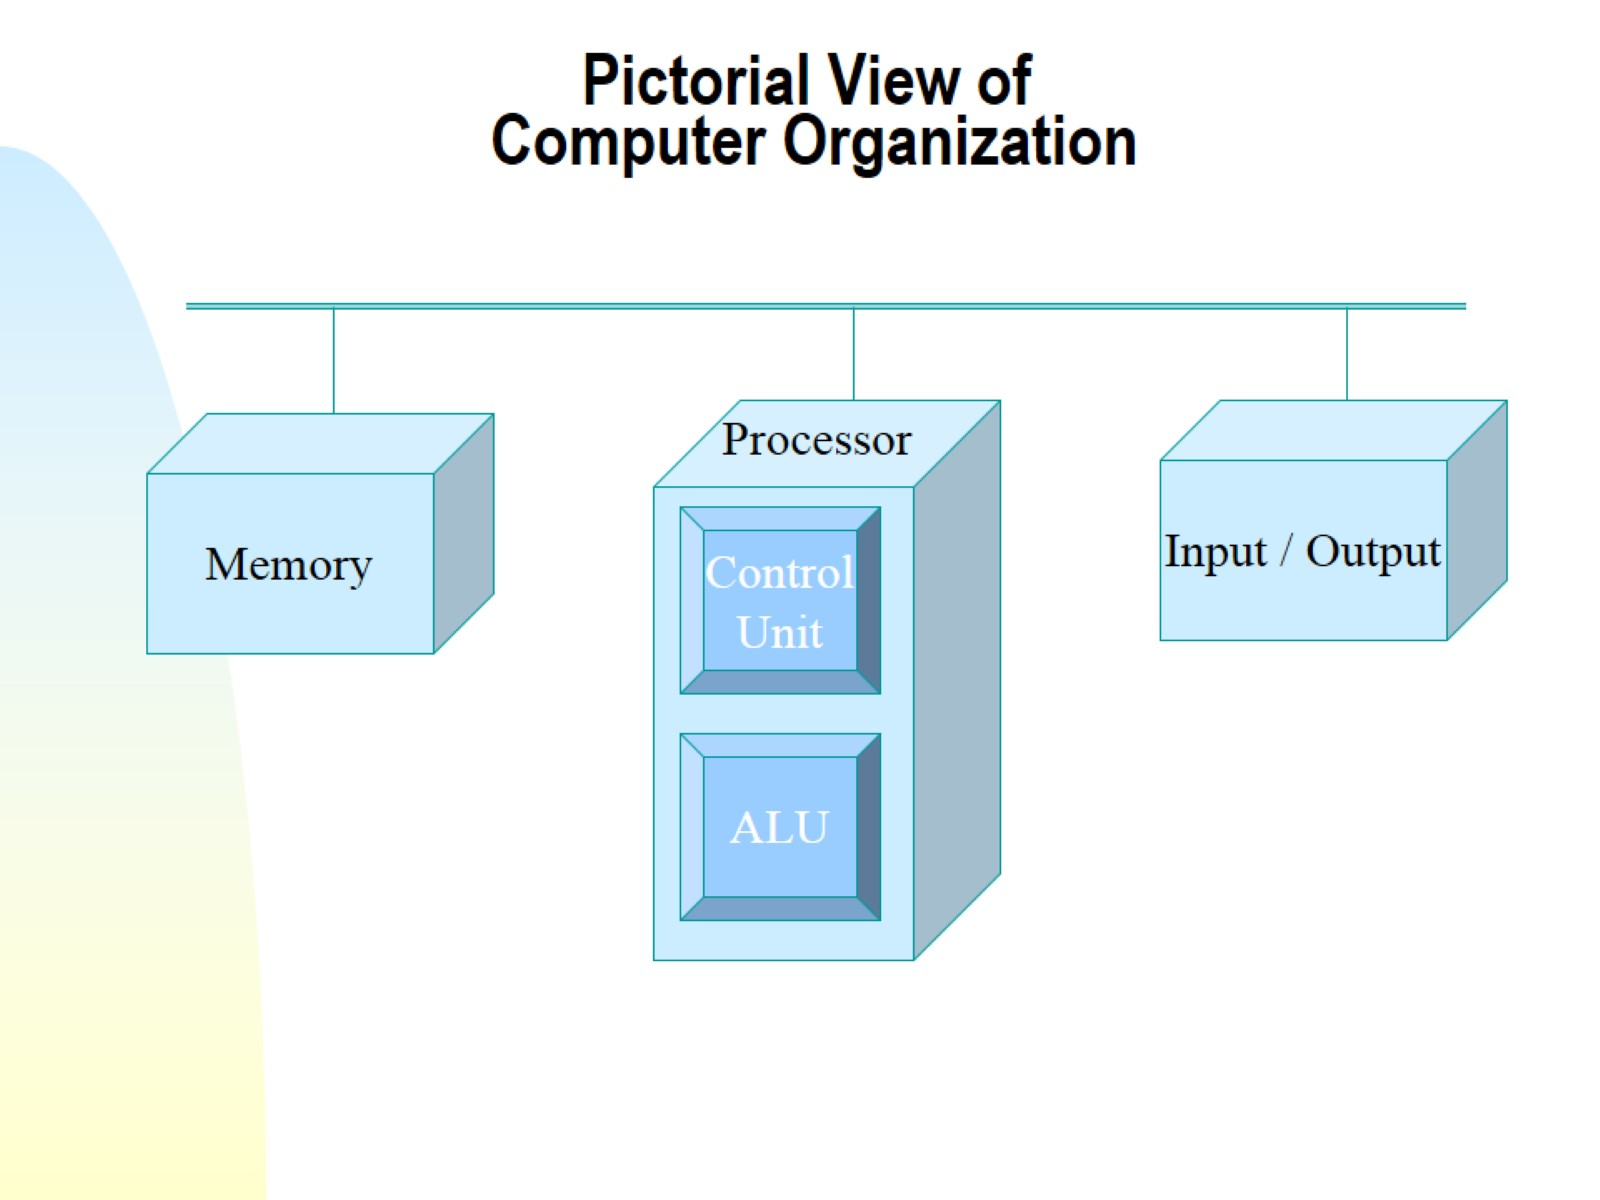 Pictorial View of
Computer Organization
Memory
Processor
Control
Unit
ALU
Input / Output